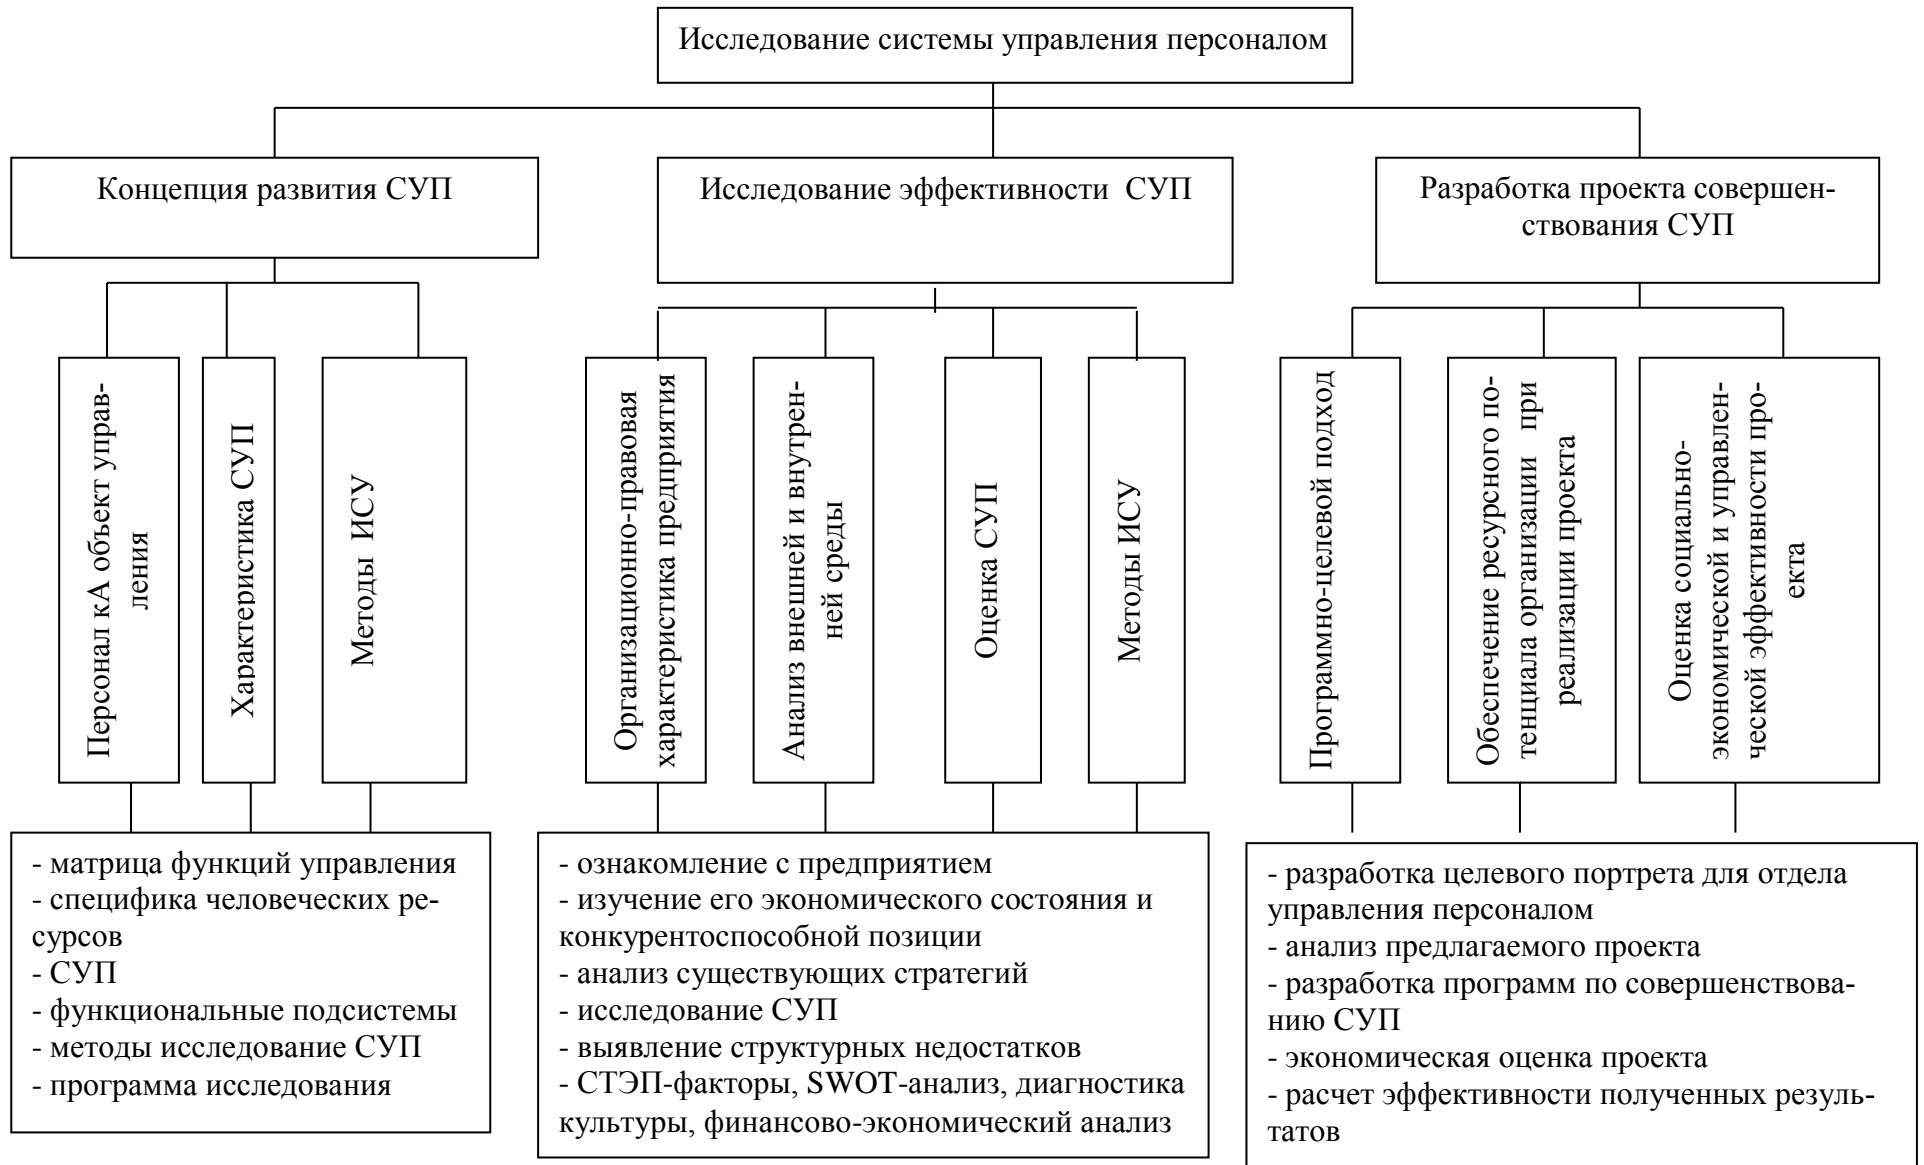 Исследование системы управления персоналом
Концепция развития СУП
Исследование эффективности СУП
Разработка проекта совершен-
ствования СУП
Персонал кА объект управ-
ления
Характеристика СУП
Методы ИСУ
Организационно-правовая
характеристика предприятия
Анализ внешней и внутрен-
ней среды
Оценка СУП
Методы ИСУ
Программно-целевой подход
Обеспечение ресурсного по-
тенциала организации при
реализации проекта
Оценка социально-
экономической и управлен-
ческой эффективности про-
екта
- матрица функций управления
- специфика человеческих ре-
сурсов
- СУП
- функциональные подсистемы
- методы исследование СУП
- программа исследования
- ознакомление с предприятием
- изучение его экономического состояния и
конкурентоспособной позиции
- анализ существующих стратегий
- исследование СУП
- выявление структурных недостатков
- СТЭП-факторы, SWOT-анализ, диагностика
культуры, финансово-экономический анализ
- разработка целевого портрета для отдела
управления персоналом
- анализ предлагаемого проекта
- разработка программ по совершенствова-
нию СУП
- экономическая оценка проекта
- расчет эффективности полученных резуль-
татов